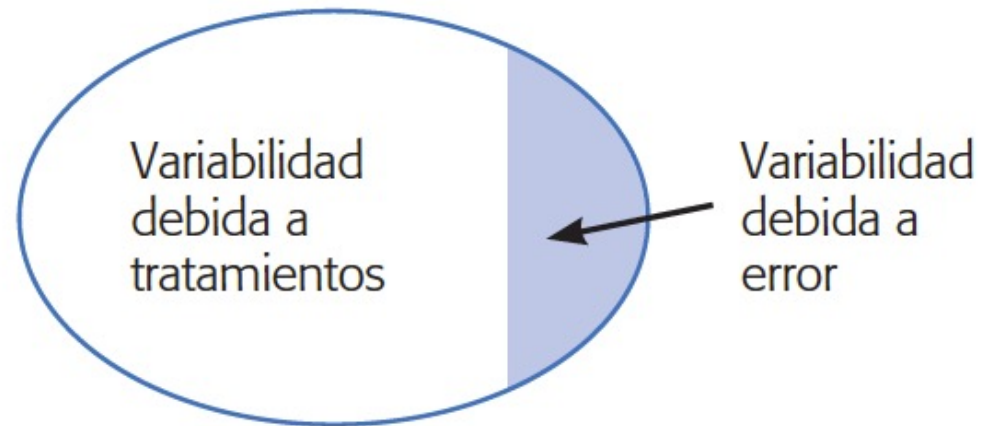 Variabilidad
debida a
tratamientos
Variabilidad
debida a
error